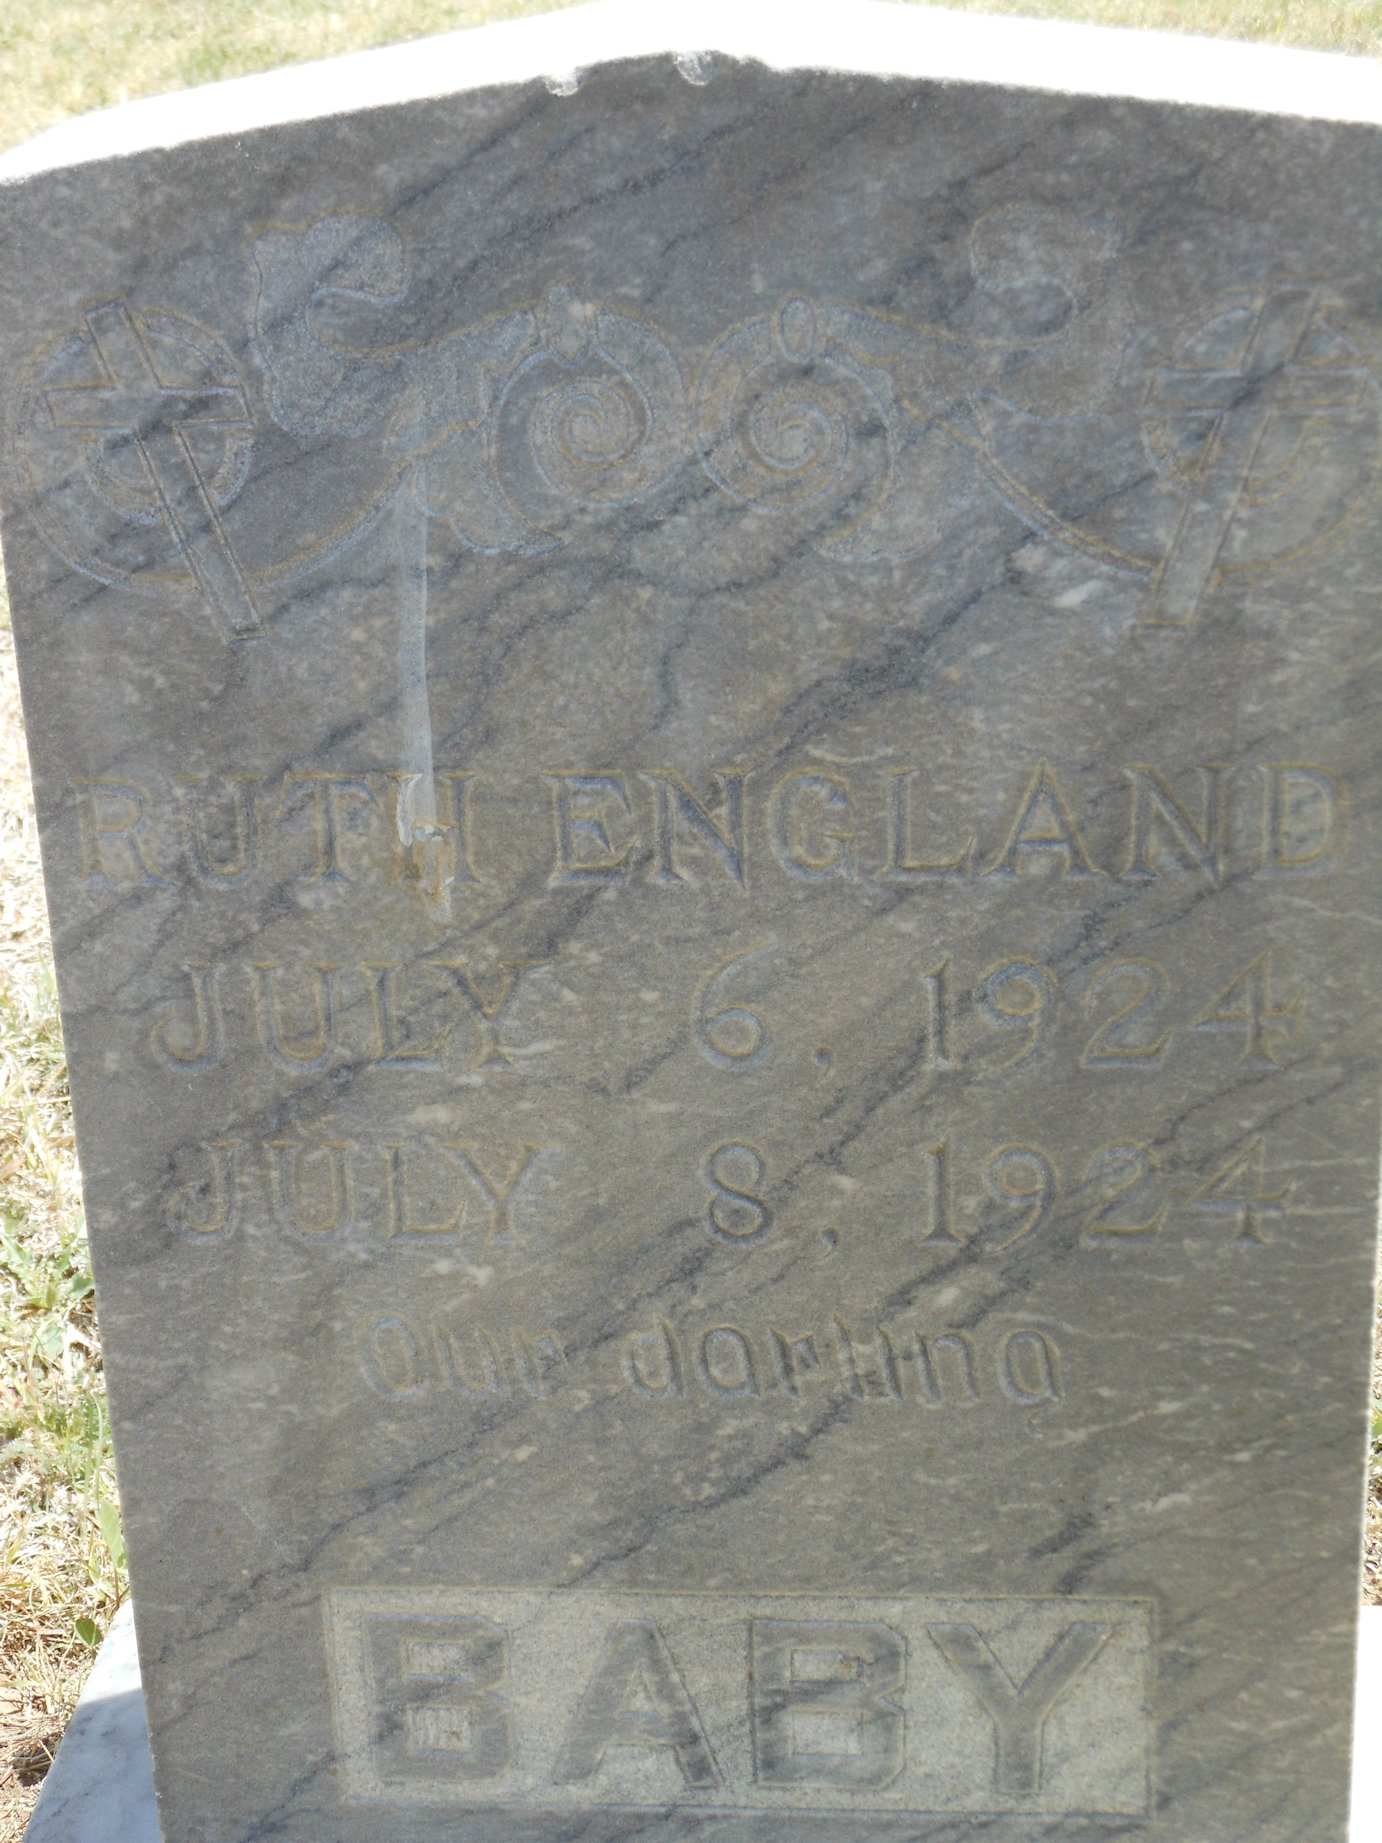 RUTH ENGLAND
JULY 6, 1924
JULY 8, 1924
Our darling
BABY